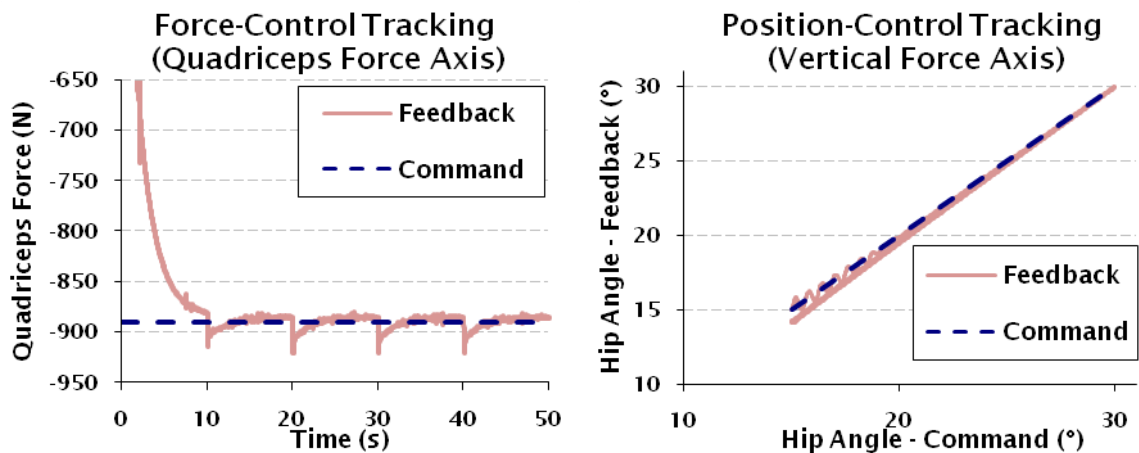 Force-Control Tracking
(Quadriceps Force Axis)
Quadriceps Force (N)
-650
-700
-750
-800
-850
-900
-950
Feedback
Command
0
10
20
30
40
50
Time (s)
Position-Control Tracking
(Vertical Force Axis)
Hip Angle - Feedback (°)
30
25
20
15
10
Feedback
Command
10
20
30
Hip Angle - Command (°)